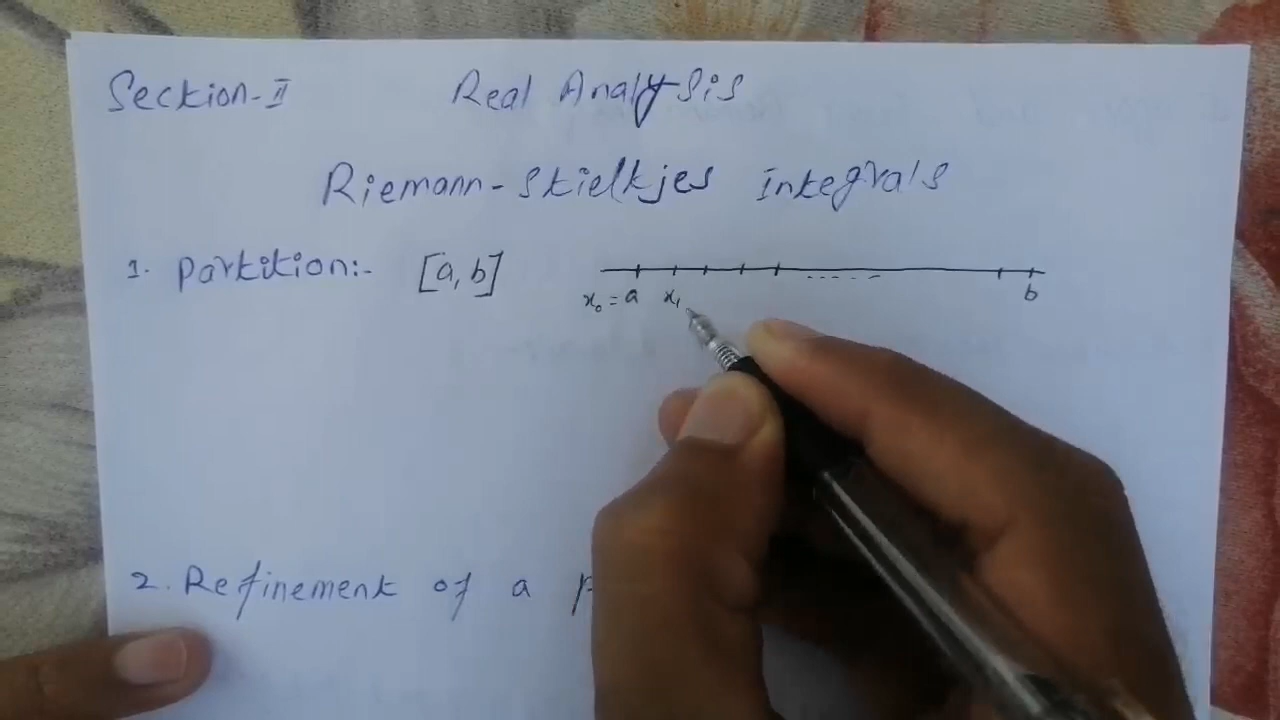 Section-II Real Analysis
Riemann-Stieltjes integrals
1. Partition:- [a, b]
x₀ = a x₁ b
2. Refinement of a